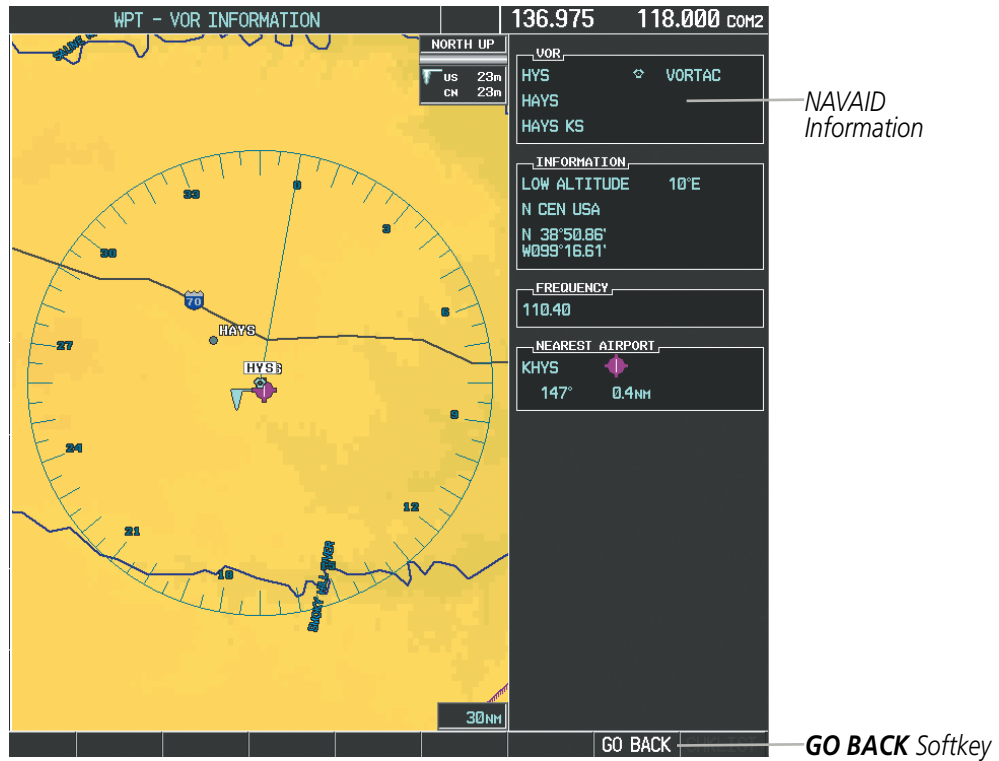 WPT – VOR INFORMATION
136.975 118.000 COM2
NORTH UP
US 23m
CN 23m
VOR
HYS VORTAC
HAYS
HAYS KS
NAVAID
Information
INFORMATION
LOW ALTITUDE 10°E
N CEN USA
N 38°50.86'
W099°16.61'
FREQUENCY
110.40
NEAREST AIRPORT
KHYS
147° 0.4NM
33
0
3
30
70
6
HAYS
27
HYS
9
24
12
21
18
SMOKY HILL RIVER
30NM
GO BACK
GO BACK Softkey